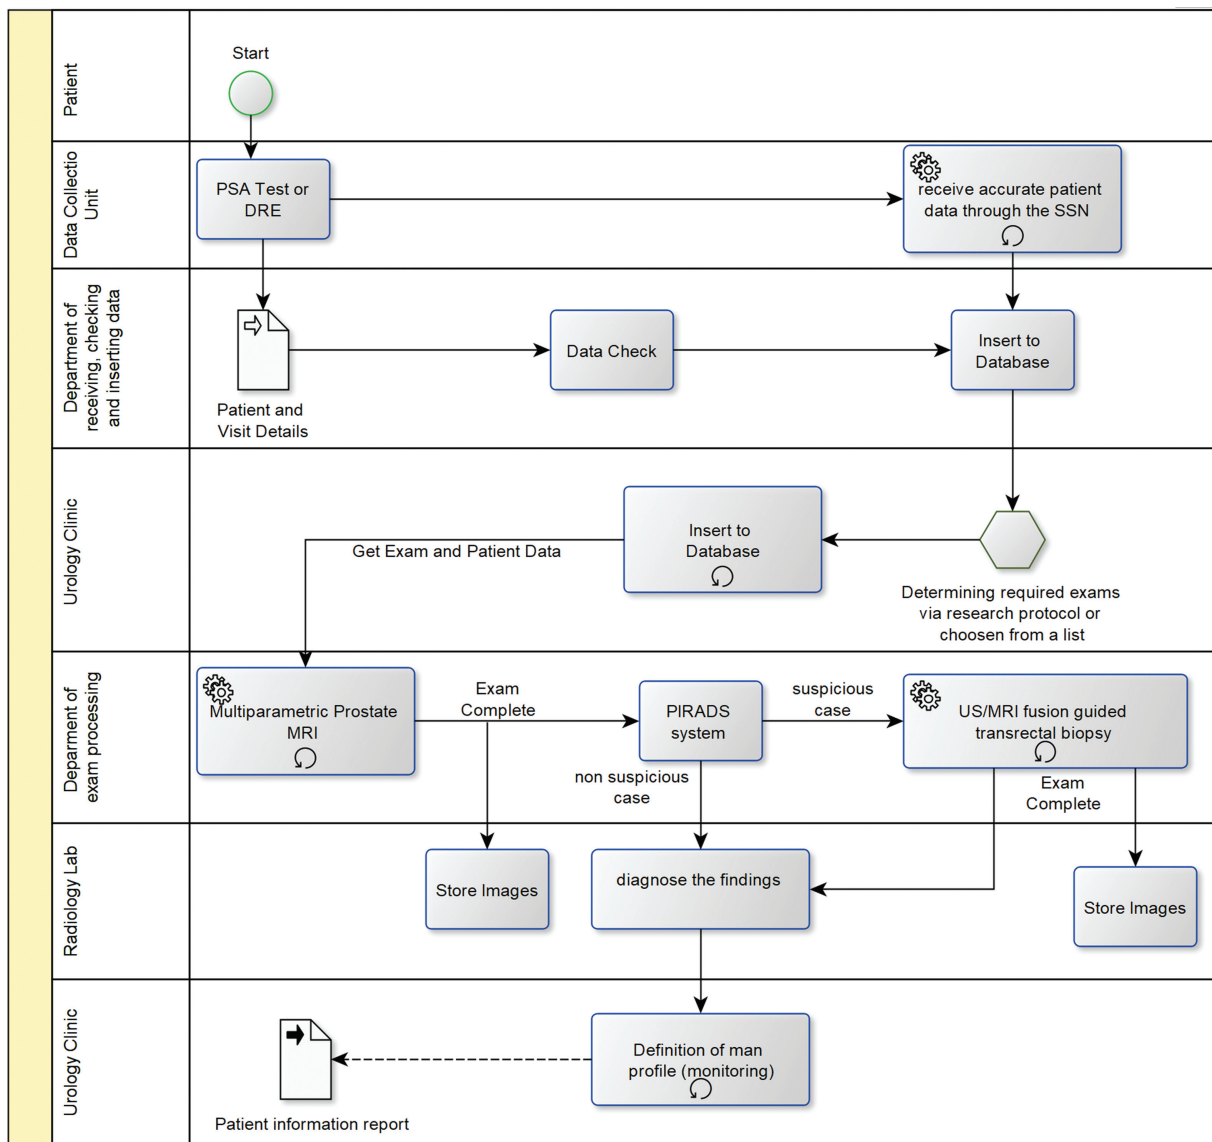 Patient
Start
Data Collectio
Unit
PSA Test or
DRE
receive accurate patient
data through the SSN
Department of
receiving, checking
and inserting data
Patient and
Visit Details
Data Check
Insert to
Database
Urology Clinic
Get Exam and Patient Data
Insert to
Database
Determining required exams
via research protocol or
choosen from a list
Deparment of
exam processing
Multiparametric Prostate
MRI
Exam
Complete
PIRADS
system
suspicious
case
US/MRI fusion guided
transrectal biopsy
non suspicious
case
Exam
Complete
Radiology Lab
Store Images
diagnose the findings
Store Images
Urology Clinic
Patient information report
Definition of man
profile (monitoring)